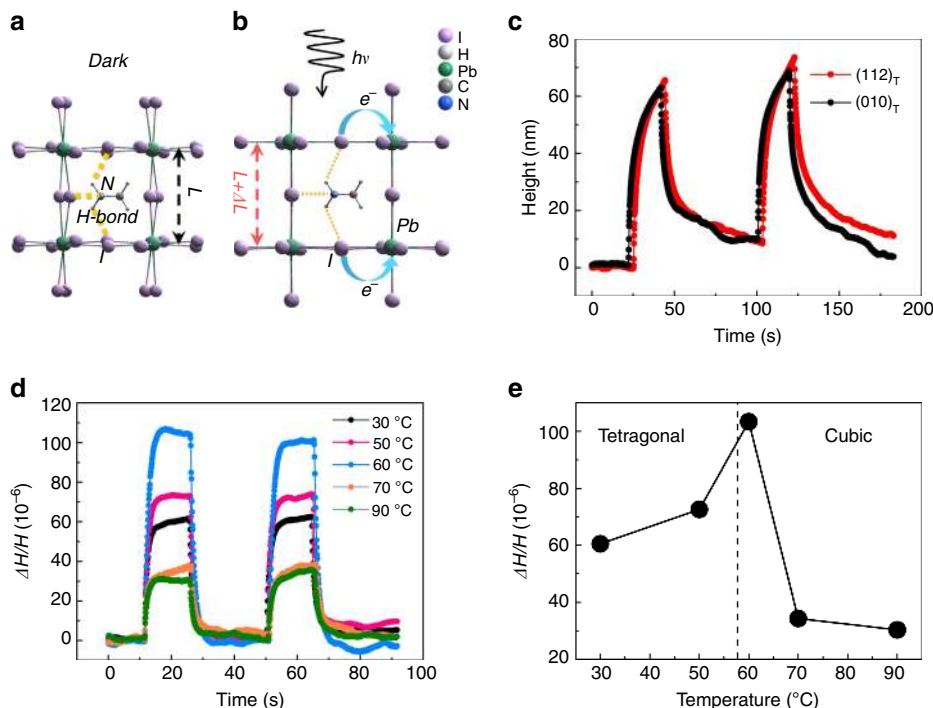 a
Dark
N
H-bond
I
L
b
hν
e⁻
L+ΔL
Pb
I
e⁻
I
H
Pb
C
N
c
80
60
40
20
0
Height (nm)
0
50
100
150
200
Time (s)
(112)T
(010)T
d
120
100
80
60
40
20
0
ΔH/H (10⁻⁶)
0
20
40
60
80
100
Time (s)
30 °C
50 °C
60 °C
70 °C
90 °C
e
100
80
60
40
20
ΔH/H (10⁻⁶)
Tetragonal
Cubic
30
40
50
60
70
80
90
Temperature (°C)